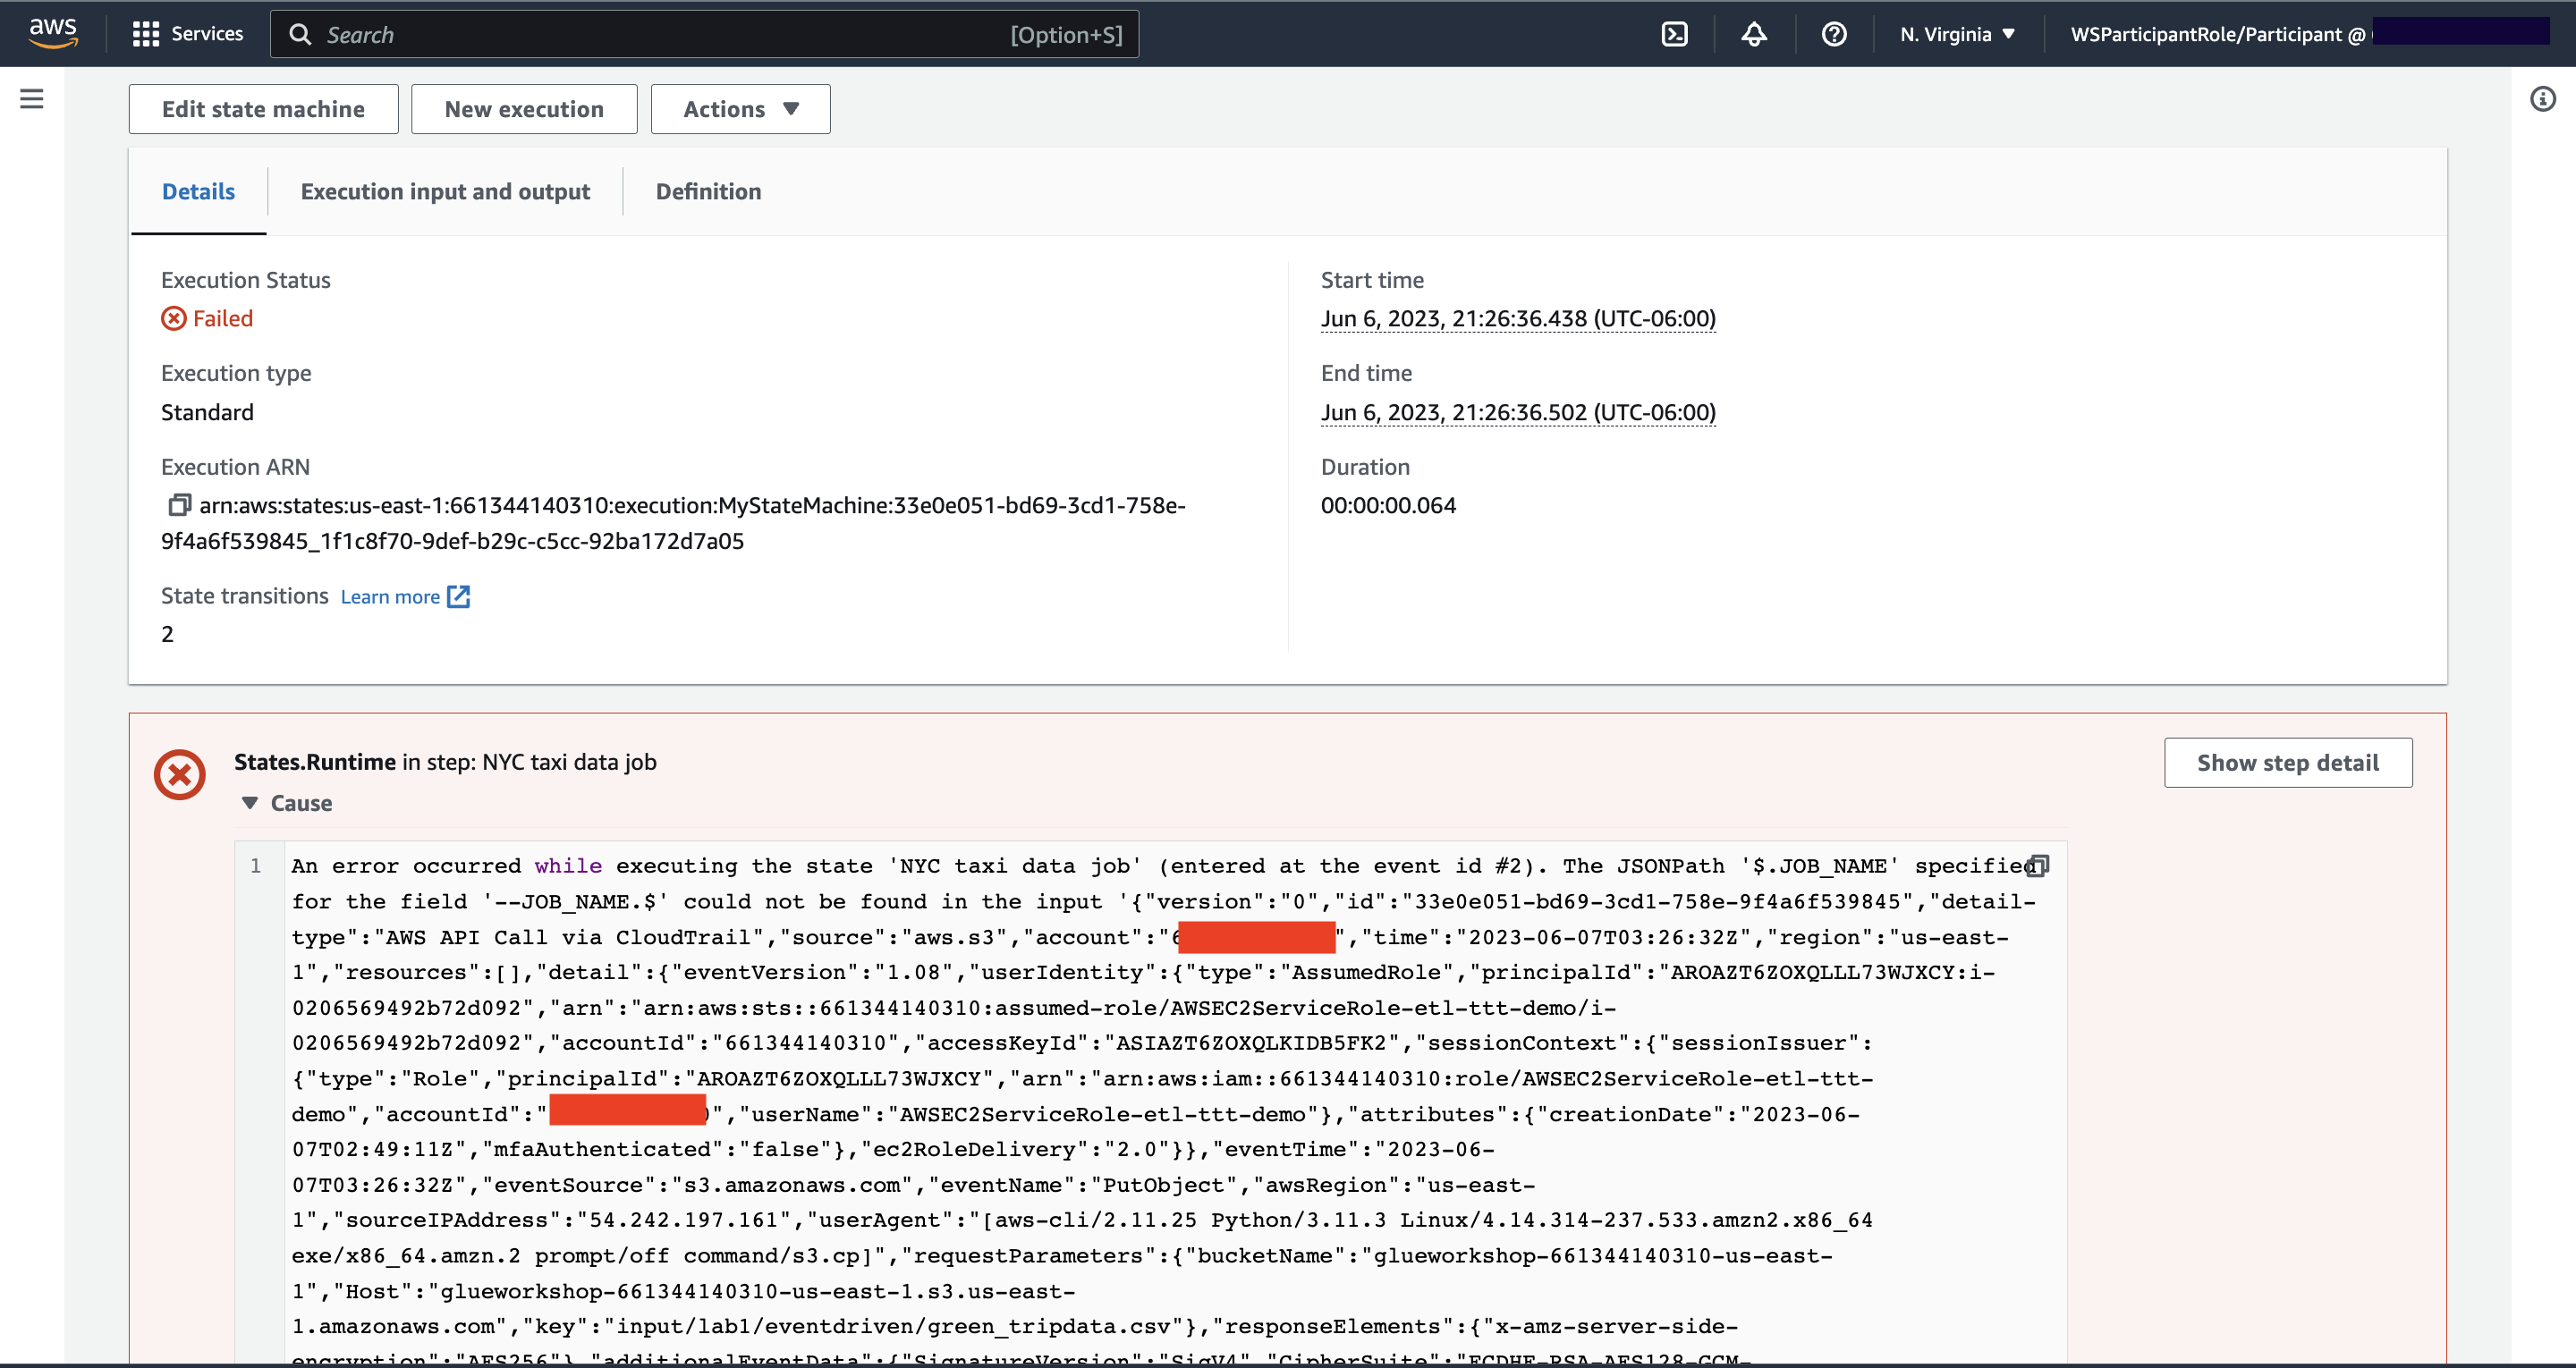 aws
Services
Search
[Option+S]
N. Virginia
WSParticipantRole/Participant @
Edit state machine
New execution
Actions
Details
Execution input and output
Definition
Execution Status
Failed
Execution type
Standard
Execution ARN
arn:aws:states:us-east-1:661344140310:execution:MyStateMachine:33e0e051-bd69-3cd1-758e-
9f4a6f539845_1f1c8f70-9def-b29c-c5cc-92ba172d7a05
State transitions Learn more
2
Start time
Jun 6, 2023, 21:26:36.438 (UTC-06:00)
End time
Jun 6, 2023, 21:26:36.502 (UTC-06:00)
Duration
00:00:00.064
States.Runtime in step: NYC taxi data job
Show step detail
Cause
1
An error occurred while executing the state 'NYC taxi data job' (entered at the event id #2). The JSONPath '$.JOB_NAME' specified
for the field '--JOB_NAME.$' could not be found in the input '{"version":"0","id":"33e0e051-bd69-3cd1-758e-9f4a6f539845","detail-
type":"AWS API Call via CloudTrail","source":"aws.s3","account":"6 ","time":"2023-06-07T03:26:32Z","region":"us-east-
1","resources":[],"detail":{"eventVersion":"1.08","userIdentity":{"type":"AssumedRole","principalId":"AROAZT6ZOXQLLL73WJXCY:i-
0206569492b72d092","arn":"arn:aws:sts::661344140310:assumed-role/AWSEC2ServiceRole-etl-ttt-demo/i-
0206569492b72d092","accountId":"661344140310","accessKeyId":"ASIAZT6ZOXQLKIDB5FK2","sessionContext":{"sessionIssuer":
{"type":"Role","principalId":"AROAZT6ZOXQLLL73WJXCY","arn":"arn:aws:iam::661344140310:role/AWSEC2ServiceRole-etl-ttt-
demo","accountId":" ","userName":"AWSEC2ServiceRole-etl-ttt-demo"},"attributes":{"creationDate":"2023-06-
07T02:49:11Z","mfaAuthenticated":"false"},"ec2RoleDelivery":"2.0"}},"eventTime":"2023-06-
07T03:26:32Z","eventSource":"s3.amazonaws.com","eventName":"PutObject","awsRegion":"us-east-
1","sourceIPAddress":"54.242.197.161","userAgent":"[aws-cli/2.11.25 Python/3.11.3 Linux/4.14.314-237.533.amzn2.x86_64
exe/x86_64.amzn.2 prompt/off command/s3.cp]","requestParameters":{"bucketName":"glueworkshop-661344140310-us-east-
1","Host":"glueworkshop-661344140310-us-east-1.s3.us-east-
1.amazonaws.com","key":"input/lab1/eventdriven/green_tripdata.csv"},"responseElements":{"x-amz-server-side-
encryption":"AES256"},"additionalEventData":{"SignatureVersion":"SigV4","CipherSuite":"ECDHE-RSA-AES128-GCM-